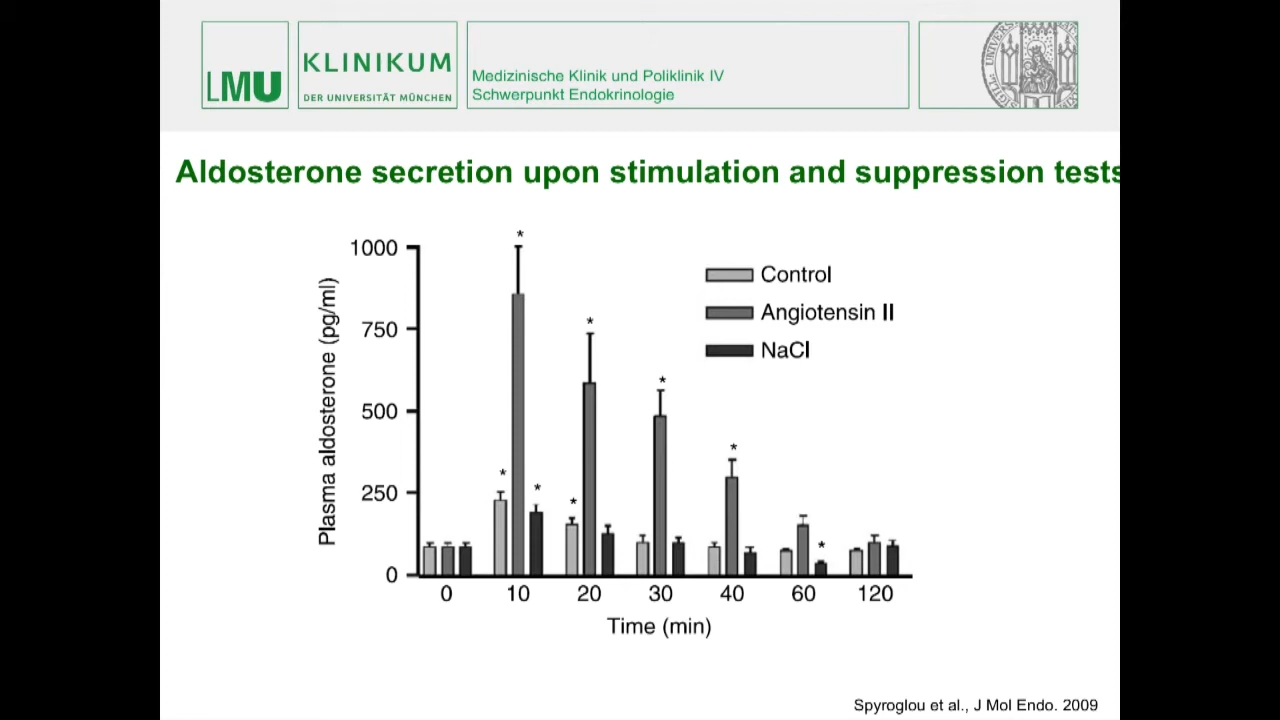 LMU
KLINIKUM
DER UNIVERSITÄT MÜNCHEN
Medizinische Klinik und Poliklinik IV
Schwerpunkt Endokrinologie
Aldosterone secretion upon stimulation and suppression tests
Plasma aldosterone (pg/ml)
1000
750
500
250
0
* * * * * * * * *
Control
Angiotensin II
NaCl
0 10 20 30 40 60 120
Time (min)
Spyroglou et al., J Mol Endo. 2009